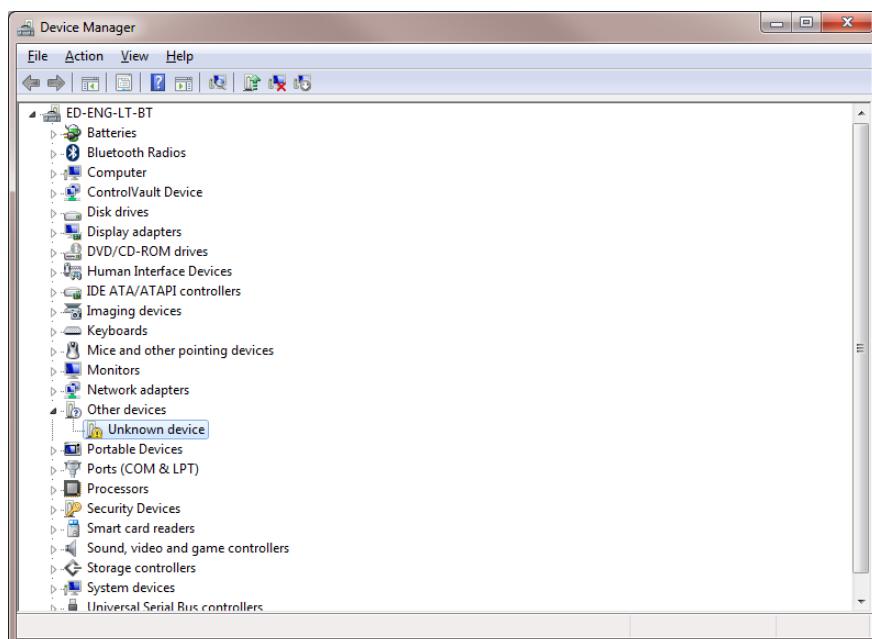 Device Manager
File Action View Help
ED-ENG-LT-BT
Batteries
Bluetooth Radios
Computer
ControlVault Device
Disk drives
Display adapters
DVD/CD-ROM drives
Human Interface Devices
IDE ATA/ATAPI controllers
Imaging devices
Keyboards
Mice and other pointing devices
Monitors
Network adapters
Other devices
Unknown device
Portable Devices
Ports (COM & LPT)
Processors
Security Devices
Smart card readers
Sound, video and game controllers
Storage controllers
System devices
Universal Serial Bus controllers